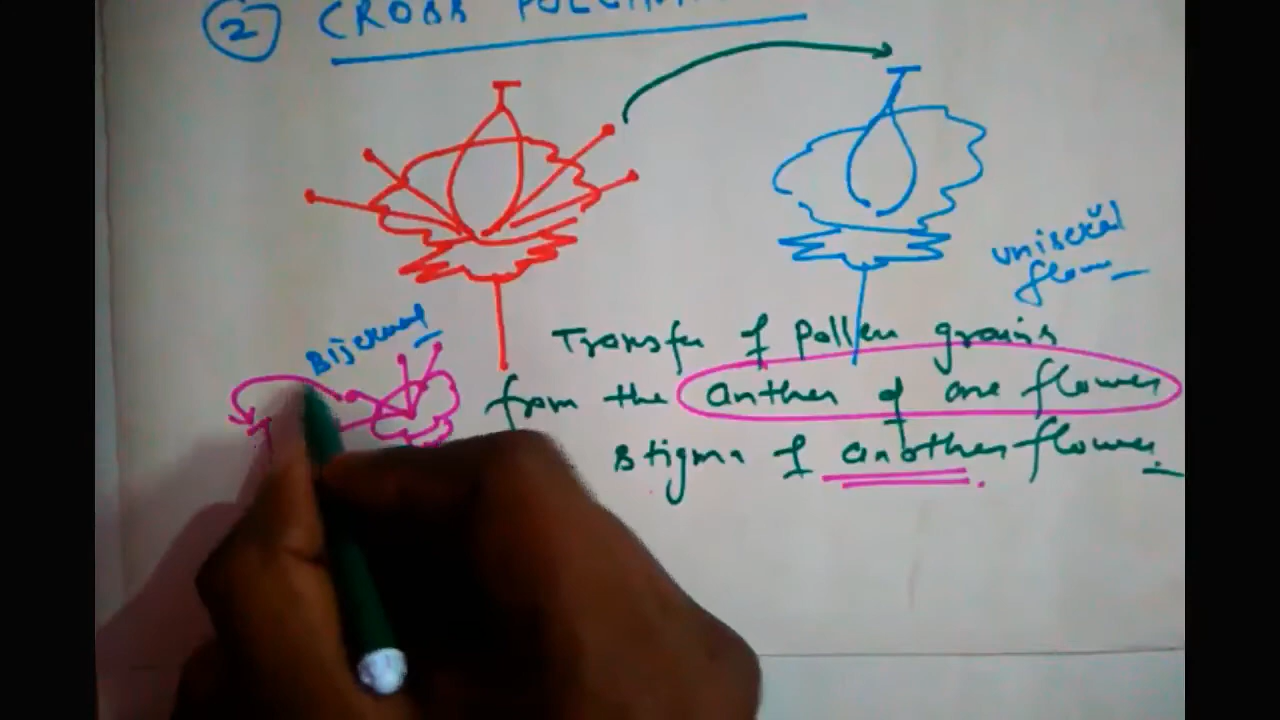 ② CROSS POLLINA
unisexual
flower
Bisexual
Transfer of pollen grains
from the anther of one flower
stigma of another flower.